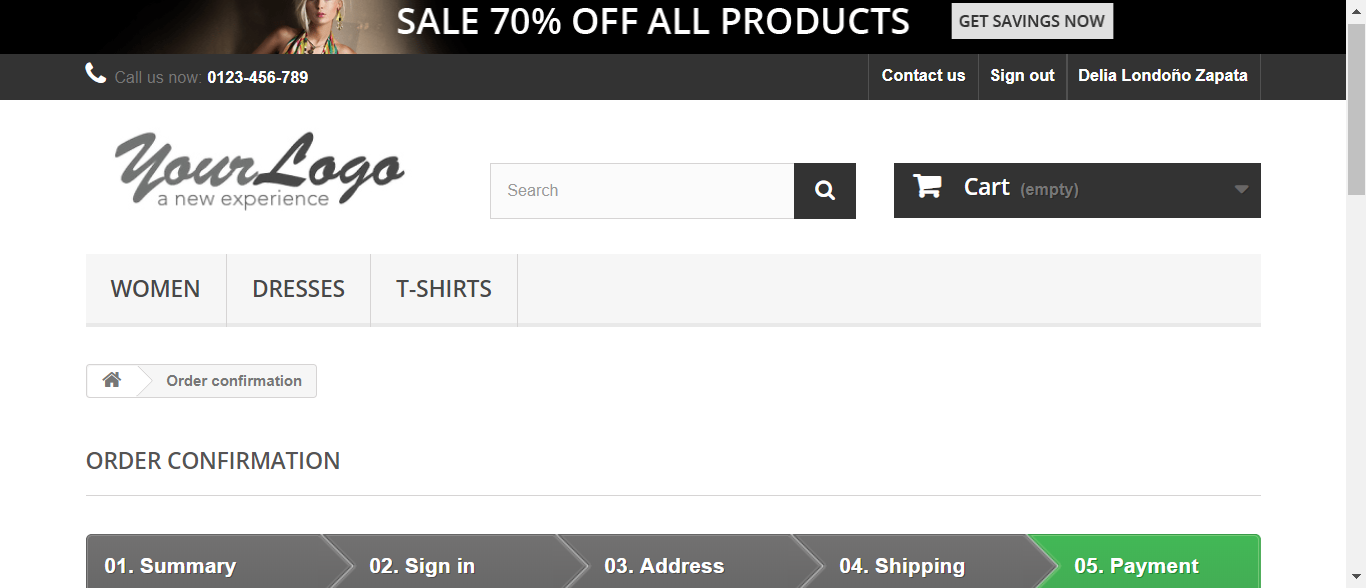 SALE 70% OFF ALL PRODUCTS
GET SAVINGS NOW
Call us now: 0123-456-789
Contact us
Sign out
Delia Londoño Zapata
YourLogo
a new experience
Search
Cart (empty)
WOMEN
DRESSES
T-SHIRTS
Order confirmation
ORDER CONFIRMATION
01. Summary
02. Sign in
03. Address
04. Shipping
05. Payment